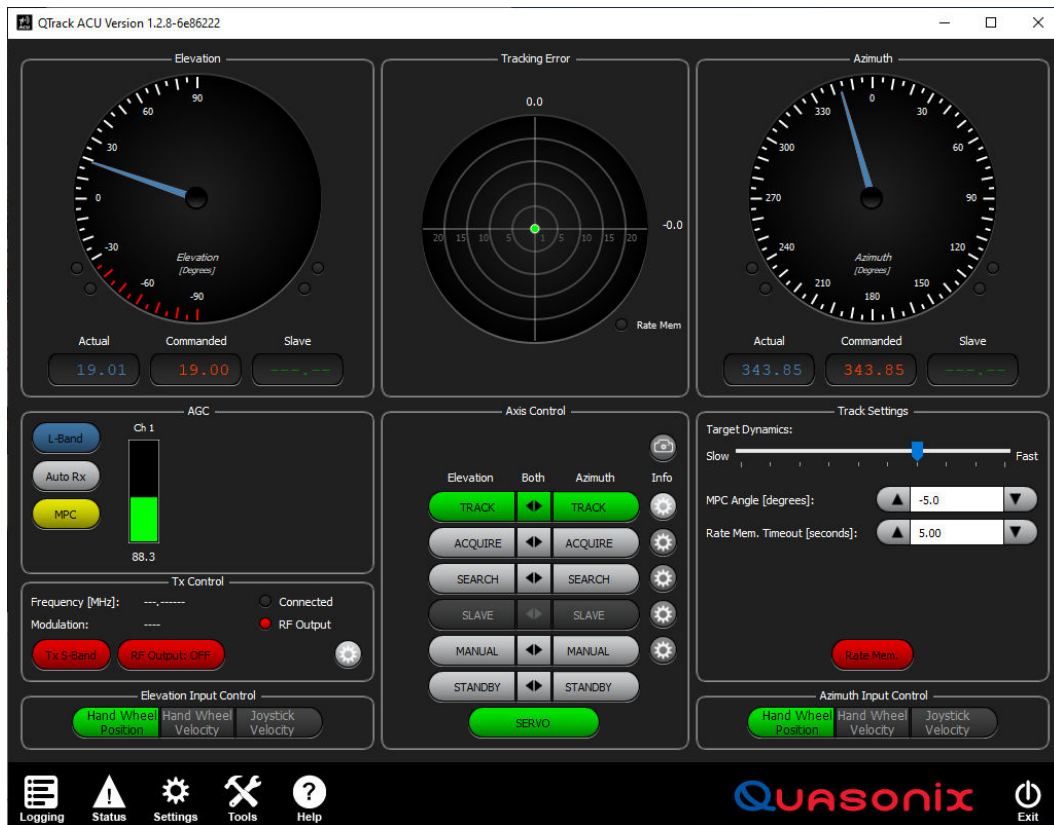 QTrack ACU Version 1.2.8-6e86222
Elevation
90
60
30
0
-30
-60
-90
Elevation
[Degrees]
Actual Commanded Slave
19.01 19.00 ---.--
Tracking Error
0.0
-0.0
20 15 10 5 1 5 10 15 20
Rate Mem
Azimuth
0
330 30
300 60
270 90
240 120
210 150
180
Azimuth
[Degrees]
Actual Commanded Slave
343.85 343.85 ---.--
AGC
L-Band
Auto Rx
MPC
Ch 1
88.3
Tx Control
Frequency [MHz]: ---.------ Connected
Modulation: ---- RF Output
Tx S-Band RF Output: OFF
Elevation Input Control
Hand Wheel Position
Hand Wheel Velocity
Joystick Velocity
Axis Control
Elevation Both Azimuth Info
TRACK TRACK
ACQUIRE ACQUIRE
SEARCH SEARCH
SLAVE SLAVE
MANUAL MANUAL
STANDBY STANDBY
SERVO
Track Settings
Target Dynamics:
Slow Fast
MPC Angle [degrees]: -5.0
Rate Mem. Timeout [seconds]: 5.00
Rate Mem.
Azimuth Input Control
Hand Wheel Position
Hand Wheel Velocity
Joystick Velocity
Logging Status Settings Tools Help
Quasonix
Exit